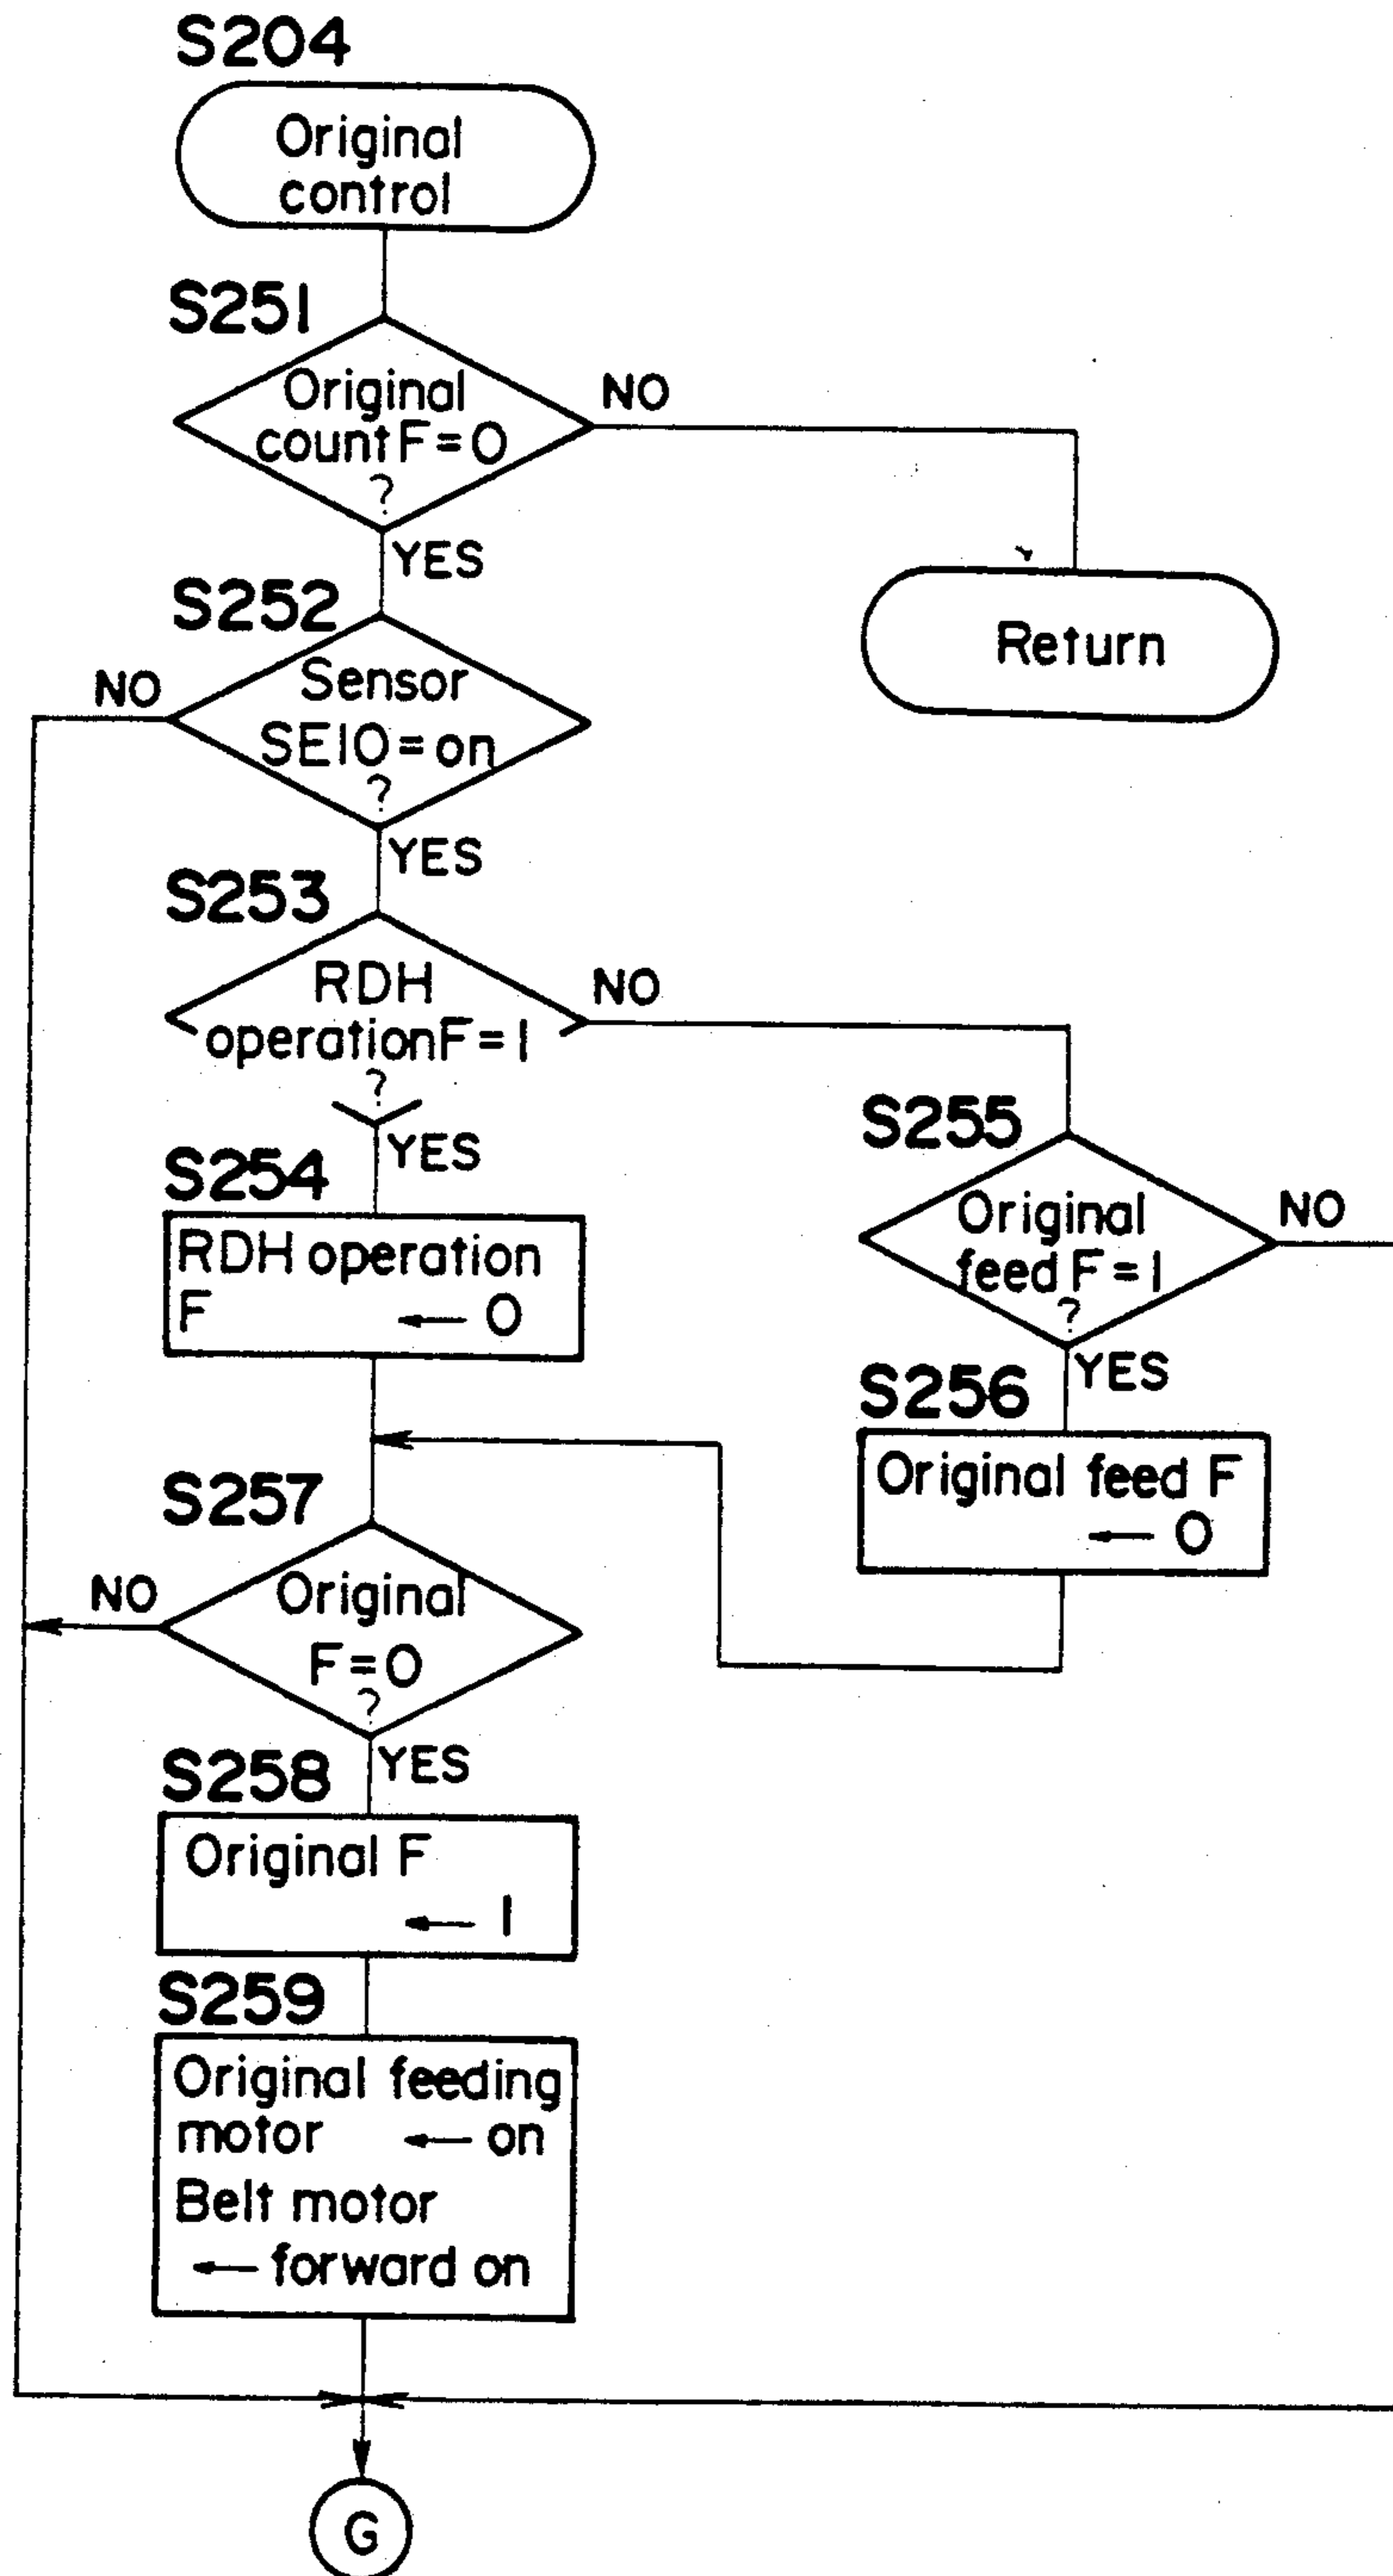 S204
Original
control
S251
Original
count F=0
?
NO
YES
Return
S252
Sensor
SE10=on
?
NO
YES
S253
RDH
operationF=1
?
NO
YES
S254
RDH operation
F ← 0
S255
Original
feed F=1
?
NO
YES
S256
Original feed F
← 0
S257
Original
F=0
?
NO
YES
S258
Original F
← 1
S259
Original feeding
motor ← on
Belt motor
← forward on
G